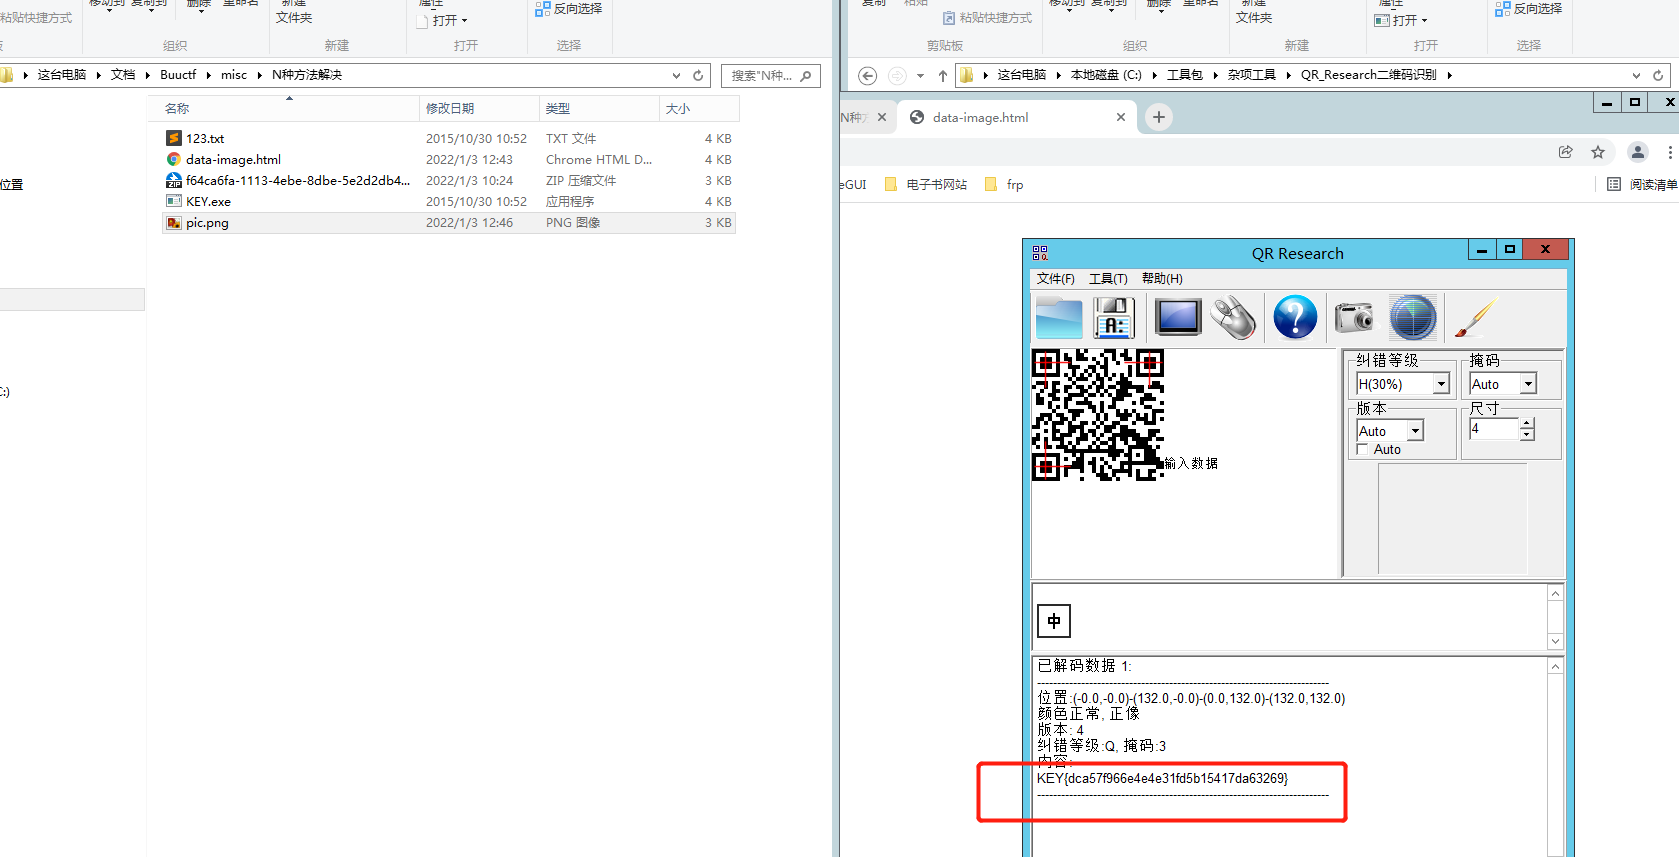 移动到 复制到 删除 重命名 新建 属性
粘贴快捷方式 文件夹 打开 反向选择
组织 新建 打开 选择
这台电脑 文档 Buuctf misc N种方法解决
搜索"N种...
名称 修改日期 类型 大小
123.txt 2015/10/30 10:52 TXT 文件 4 KB
data-image.html 2022/1/3 12:43 Chrome HTML D... 4 KB
f64ca6fa-1113-4ebe-8dbe-5e2d2db4... 2022/1/3 10:24 ZIP 压缩文件 3 KB
KEY.exe 2015/10/30 10:52 应用程序 4 KB
pic.png 2022/1/3 12:46 PNG 图像 3 KB
位置
:)
复制 粘贴 移动到 复制到 删除 重命名 新建 属性
粘贴快捷方式 文件夹 打开 反向选择
剪贴板 组织 新建 打开 选择
这台电脑 本地磁盘 (C:) 工具包 杂项工具 QR_Research二维码识别
N种 data-image.html
eGUI 电子书网站 frp 阅读清单
QR Research
文件(F) 工具(T) 帮助(H)
A:
纠错等级 掩码
H(30%) Auto
版本 尺寸
Auto 4
Auto
输入数据
中
已解码数据 1:
位置:(-0.0,-0.0)-(132.0,-0.0)-(0.0,132.0)-(132.0,132.0)
颜色正常, 正像
版本: 4
纠错等级:Q, 掩码:3
内容:
KEY{dca57f966e4e4e31fd5b15417da63269}